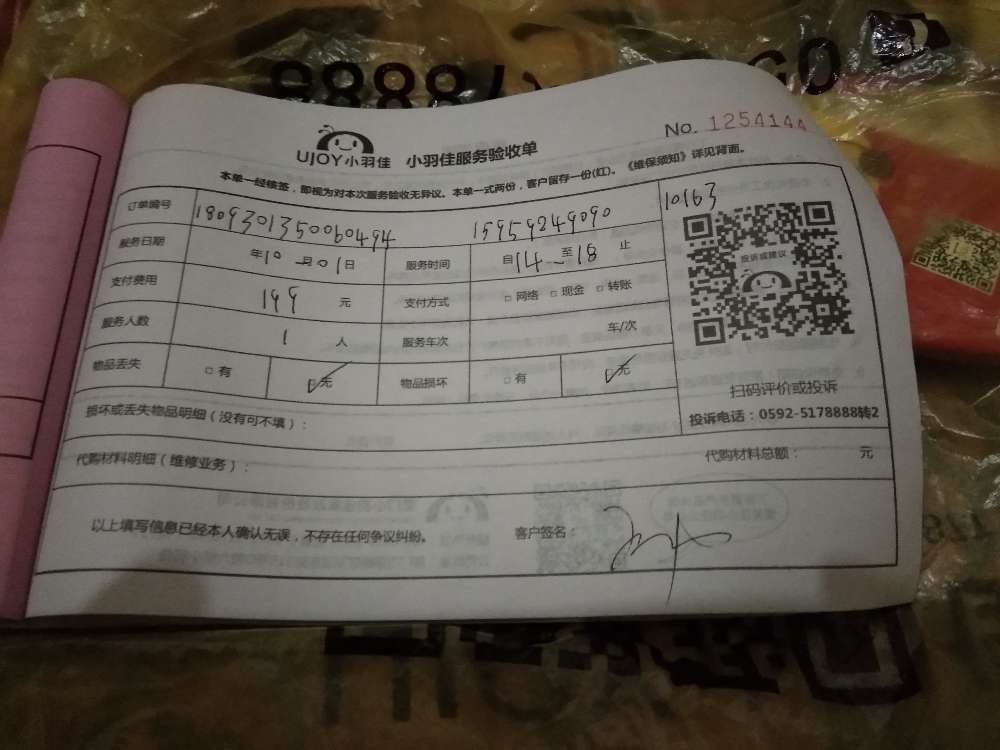 No. 1254144
UJOY小羽佳 小羽佳服务验收单
本单一经核签，即视为对本次服务验收无异议。本单一式两份，客户留存一份(红)。《维保须知》详见背面。
订单编号 1809301350060494 15959249090 10163
服务日期 年10月01日 服务时间 自14至18止
支付费用 199 元 支付方式 □网络 □现金 □转账
服务人数 1 人 服务车次 车/次
物品丢失 □有 □无 物品损坏 □有 □无
投诉或建议
扫码评价或投诉
投诉电话：0592-5178888转2
损坏或丢失物品明细（没有可不填）：
代购材料明细（维修业务）： 代购材料总额： 元
以上填写信息已经本人确认无误，不存在任何争议纠纷。 客户签名：